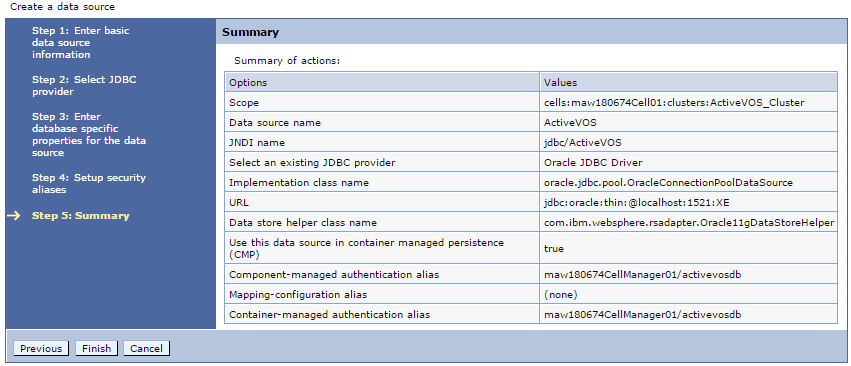 Create a data source
Step 1: Enter basic
data source
information
Step 2: Select JDBC
provider
Step 3: Enter
database specific
properties for the data
source
Step 4: Setup security
aliases
Step 5: Summary
Summary
Summary of actions:
Options Values
Scope cells:maw180674Cell01:clusters:ActiveVOS_Cluster
Data source name ActiveVOS
JNDI name jdbc/ActiveVOS
Select an existing JDBC provider Oracle JDBC Driver
Implementation class name oracle.jdbc.pool.OracleConnectionPoolDataSource
URL jdbc:oracle:thin:@localhost:1521:XE
Data store helper class name com.ibm.websphere.rsadapter.Oracle11gDataStoreHelper
Use this data source in container managed persistence
(CMP) true
Component-managed authentication alias maw180674CellManager01/activevosdb
Mapping-configuration alias (none)
Container-managed authentication alias maw180674CellManager01/activevosdb
Previous Finish Cancel